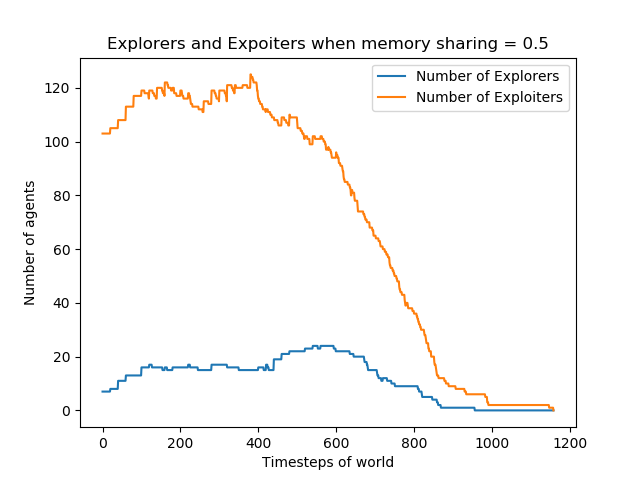 Explorers and Expoiters when memory sharing = 0.5
Number of Explorers
Number of Exploiters
Number of agents
120
100
80
60
40
20
0
0 200 400 600 800 1000 1200
Timesteps of world